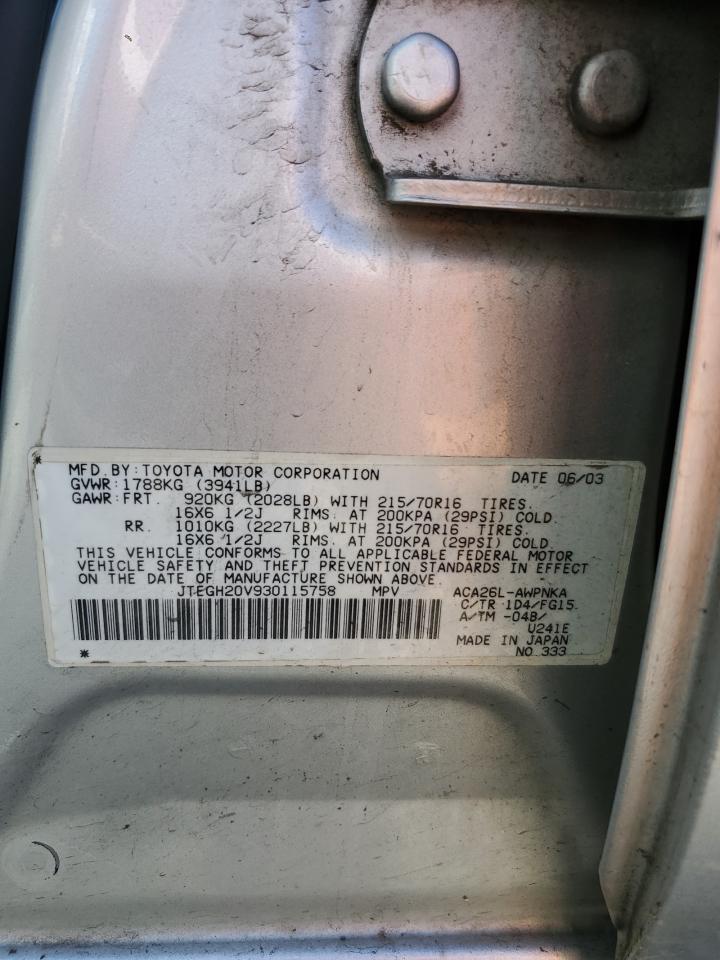 MFD.BY:TOYOTA MOTOR CORPORATION DATE 06/03
GVWR:1788KG (3941LB)
GAWR:FRT. 920KG (2028LB) WITH 215/70R16 TIRES.
16X6 1/2J RIMS. AT 200KPA (29PSI) COLD.
RR. 1010KG (2227LB) WITH 215/70R16 TIRES.
16X6 1/2J RIMS. AT 200KPA (29PSI) COLD.
THIS VEHICLE CONFORMS TO ALL APPLICABLE FEDERAL MOTOR
VEHICLE SAFETY AND THEFT PREVENTION STANDARDS IN EFFECT
ON THE DATE OF MANUFACTURE SHOWN ABOVE.
JTEGH20V930115758 MPV ACA26L-AWPNKA
C/TR 1D4/FG15
A/TM -04B/
U241E
MADE IN JAPAN
NO.333